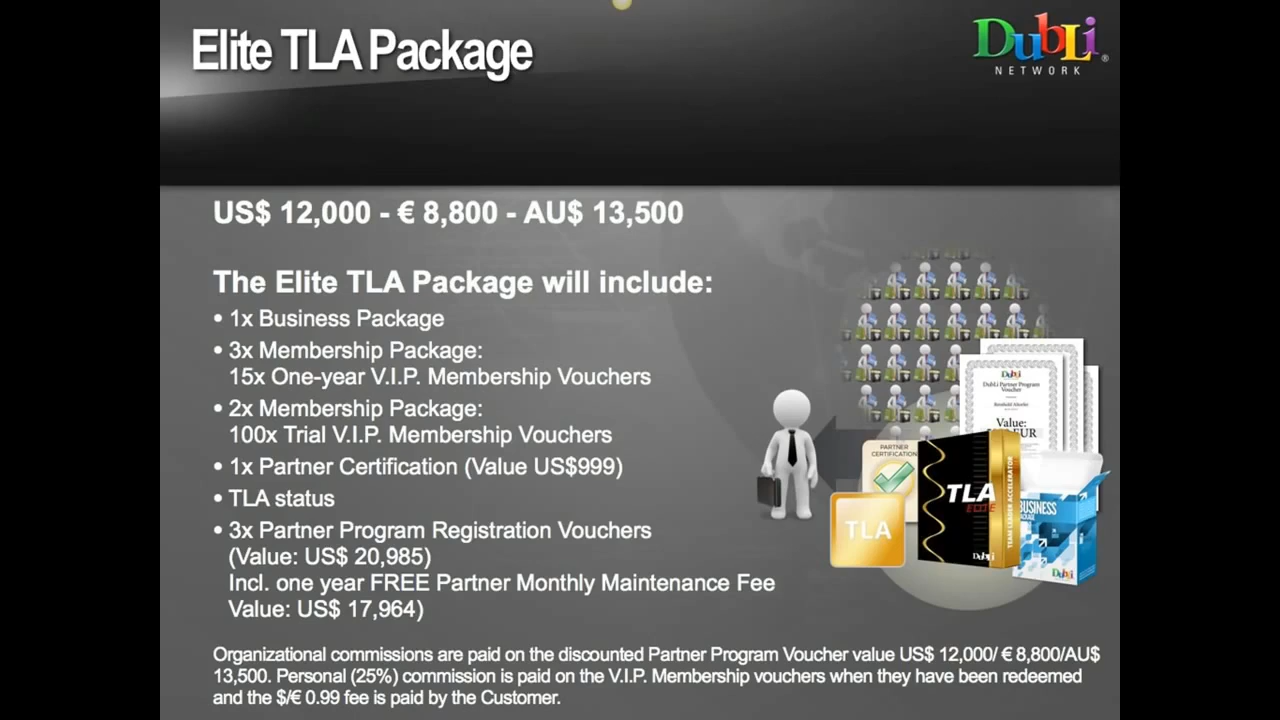 Elite TLA Package
DubLi®
NETWORK
US$ 12,000 - € 8,800 - AU$ 13,500
The Elite TLA Package will include:
• 1x Business Package
• 3x Membership Package:
15x One-year V.I.P. Membership Vouchers
• 2x Membership Package:
100x Trial V.I.P. Membership Vouchers
• 1x Partner Certification (Value US$999)
• TLA status
• 3x Partner Program Registration Vouchers
(Value: US$ 20,985)
Incl. one year FREE Partner Monthly Maintenance Fee
Value: US$ 17,964)
DubLi
DubLi Partner Program
Voucher
Value:
EUR
PARTNER
CERTIFICATION
TLA
TLA
ELITE
TEAM LEADER ACCELERATOR
DubLi
BUSINESS
PACKAGE
DubLi
Organizational commissions are paid on the discounted Partner Program Voucher value US$ 12,000/ € 8,800/AU$
13,500. Personal (25%) commission is paid on the V.I.P. Membership vouchers when they have been redeemed
and the $/€ 0.99 fee is paid by the Customer.